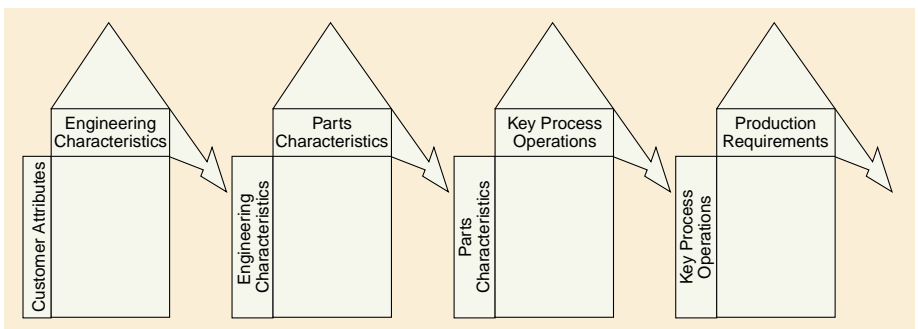 Engineering
Characteristics
Customer Attributes
Parts
Characteristics
Engineering
Characteristics
Key Process
Operations
Parts
Characteristics
Production
Requirements
Key Process
Operations